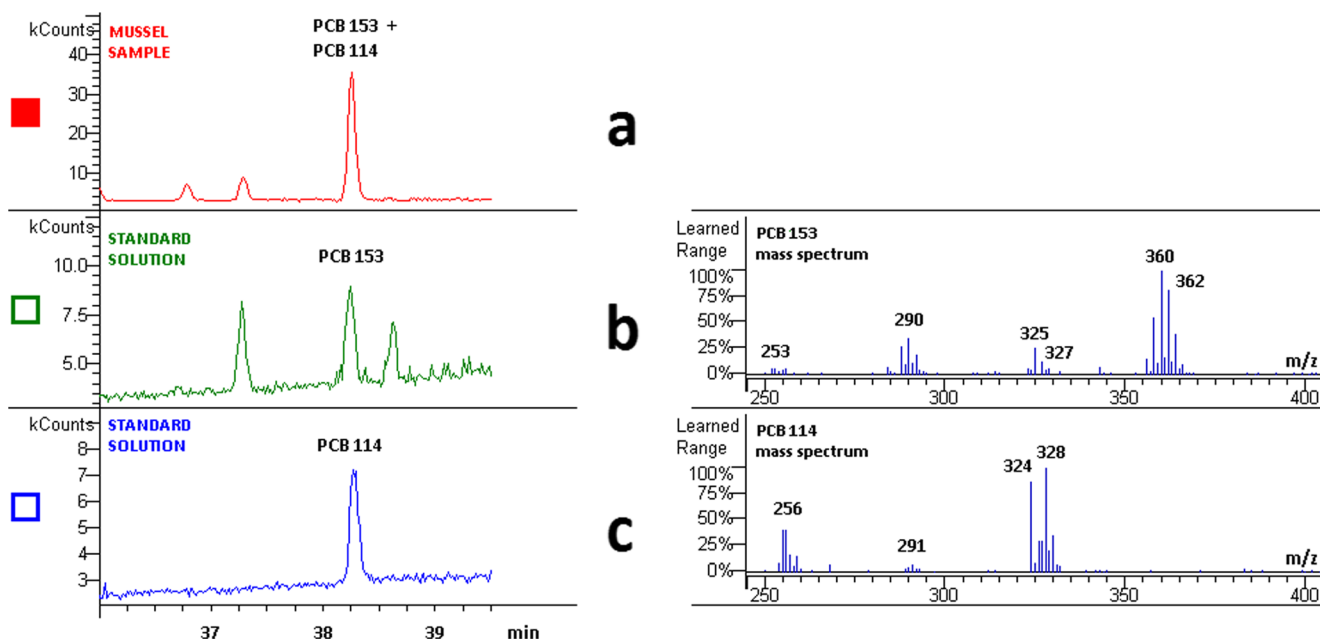 kCounts
MUSSEL
SAMPLE
PCB 153 +
PCB 114
40
30
20
10
a
kCounts
STANDARD
SOLUTION
PCB 153
10.0
7.5
5.0
b
Learned
Range
PCB 153
mass spectrum
100%
75%
50%
25%
0%
253
290
325
327
360
362
m/z
250
300
350
400
kCounts
STANDARD
SOLUTION
PCB 114
8
7
6
5
4
3
c
Learned
Range
PCB 114
mass spectrum
100%
75%
50%
25%
0%
256
291
324
328
m/z
250
300
350
400
37
38
39
min